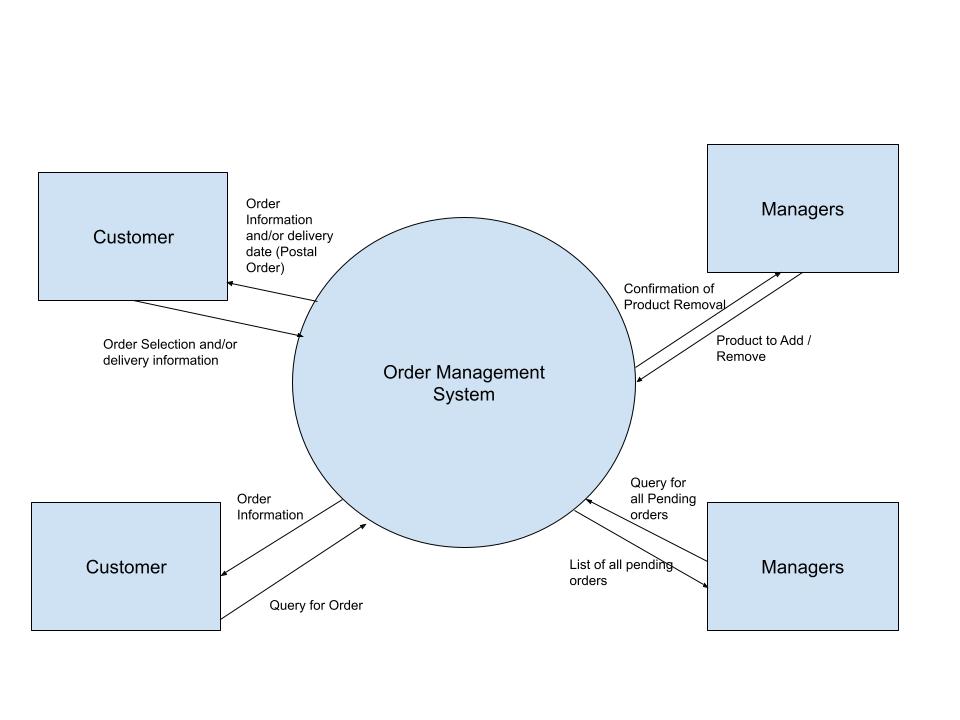 Managers
Customer
Order
Information
and/or delivery
date (Postal
Order)
Confirmation of
Product Removal
Order Selection and/or
delivery information
Product to Add /
Remove
Order Management
System
Query for
all Pending
orders
Order
Information
Customer
Managers
List of all pending
orders
Query for Order